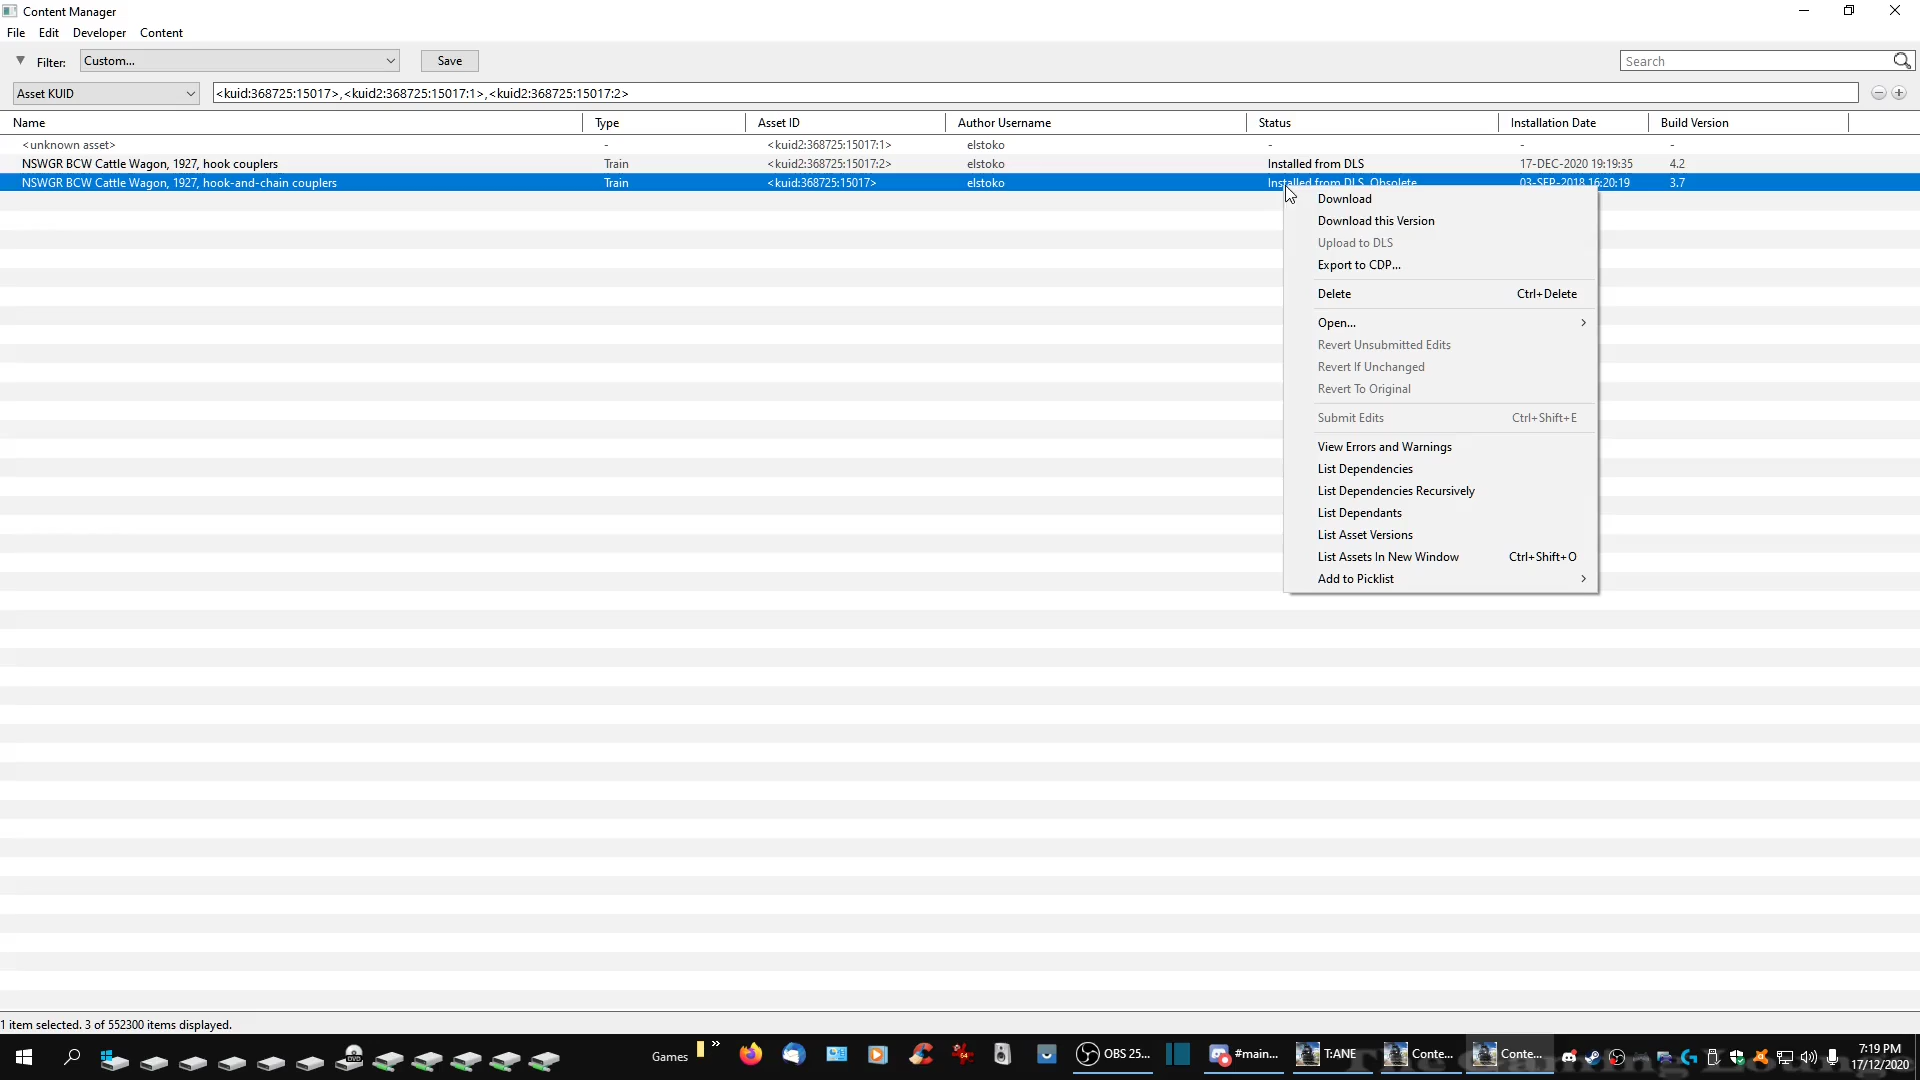 Content Manager
File Edit Developer Content
Filter: Custom... Save Search
Asset KUID <kuid:368725:15017>,<kuid2:368725:15017:1>,<kuid2:368725:15017:2>
Name Type Asset ID Author Username Status Installation Date Build Version
<unknown asset> - <kuid2:368725:15017:1> elstoko - - -
NSWGR BCW Cattle Wagon, 1927, hook couplers Train <kuid2:368725:15017:2> elstoko Installed from DLS 17-DEC-2020 19:19:35 4.2
NSWGR BCW Cattle Wagon, 1927, hook-and-chain couplers Train <kuid:368725:15017> elstoko Installed from DLS, Obsolete 03-SEP-2018 16:20:19 3.7
Download
Download this Version
Upload to DLS
Export to CDP...
Delete Ctrl+Delete
Open...
Revert Unsubmitted Edits
Revert If Unchanged
Revert To Original
Submit Edits Ctrl+Shift+E
View Errors and Warnings
List Dependencies
List Dependencies Recursively
List Dependants
List Asset Versions
List Assets In New Window Ctrl+Shift+O
Add to Picklist
1 item selected. 3 of 552300 items displayed.
Games » OBS 25... #main... T:ANE Conte... Conte... 7:19 PM
17/12/2020
The Gaming